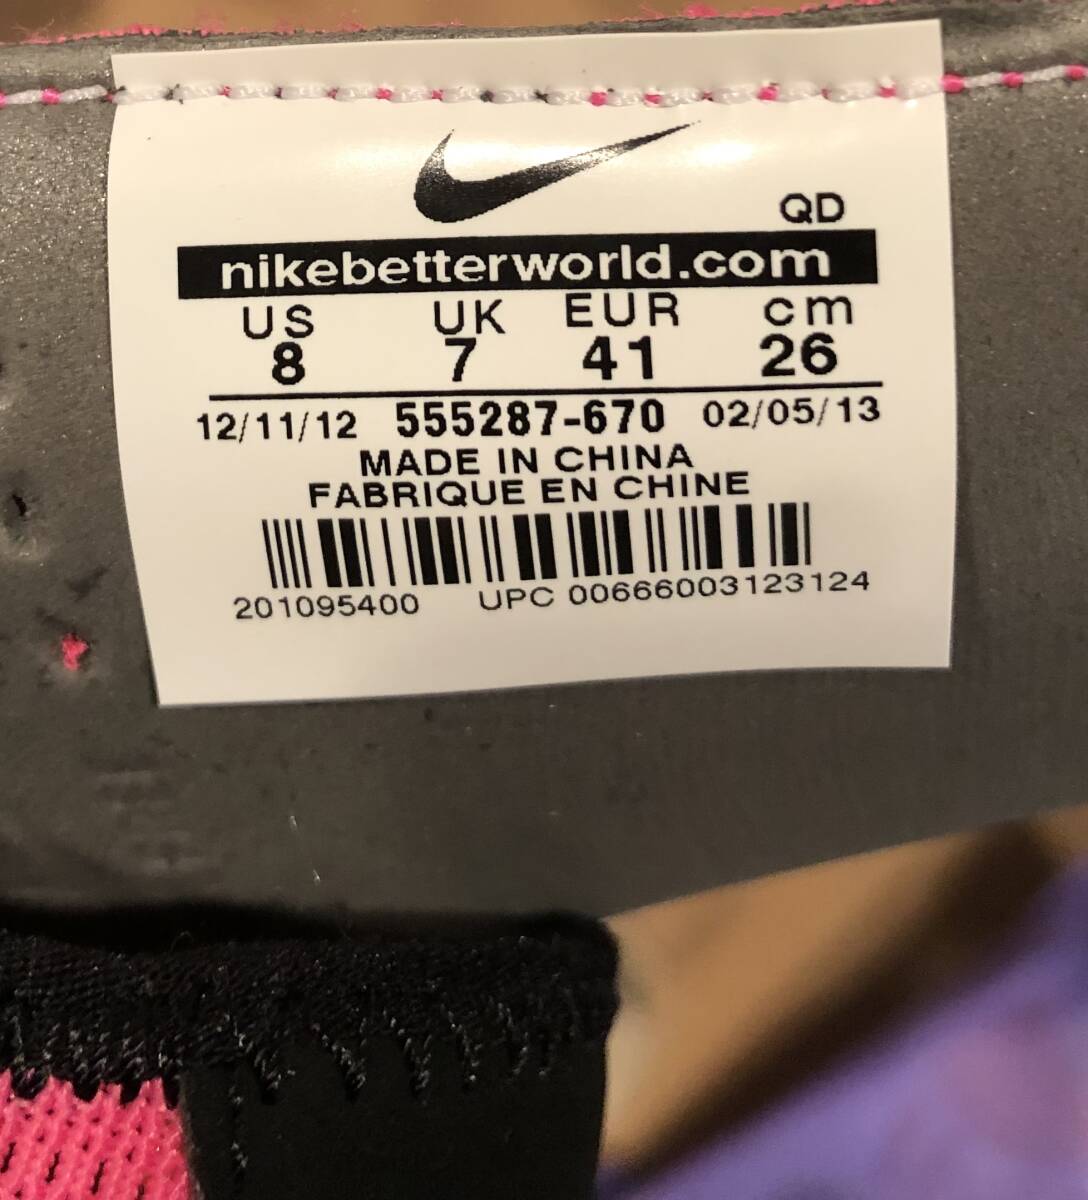 QD
nikebetterworld.com
US UK EUR cm
8 7 41 26
12/11/12 555287-670 02/05/13
MADE IN CHINA
FABRIQUE EN CHINE
201095400 UPC 00666003123124